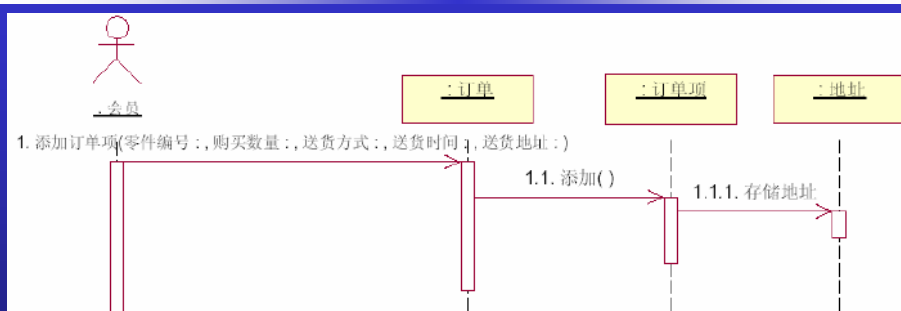 : 会员
: 订单
: 订单项
: 地址
1. 添加订单项(零件编号 : , 购买数量 : , 送货方式 : , 送货时间 : , 送货地址 : )
1.1. 添加( )
1.1.1. 存储地址